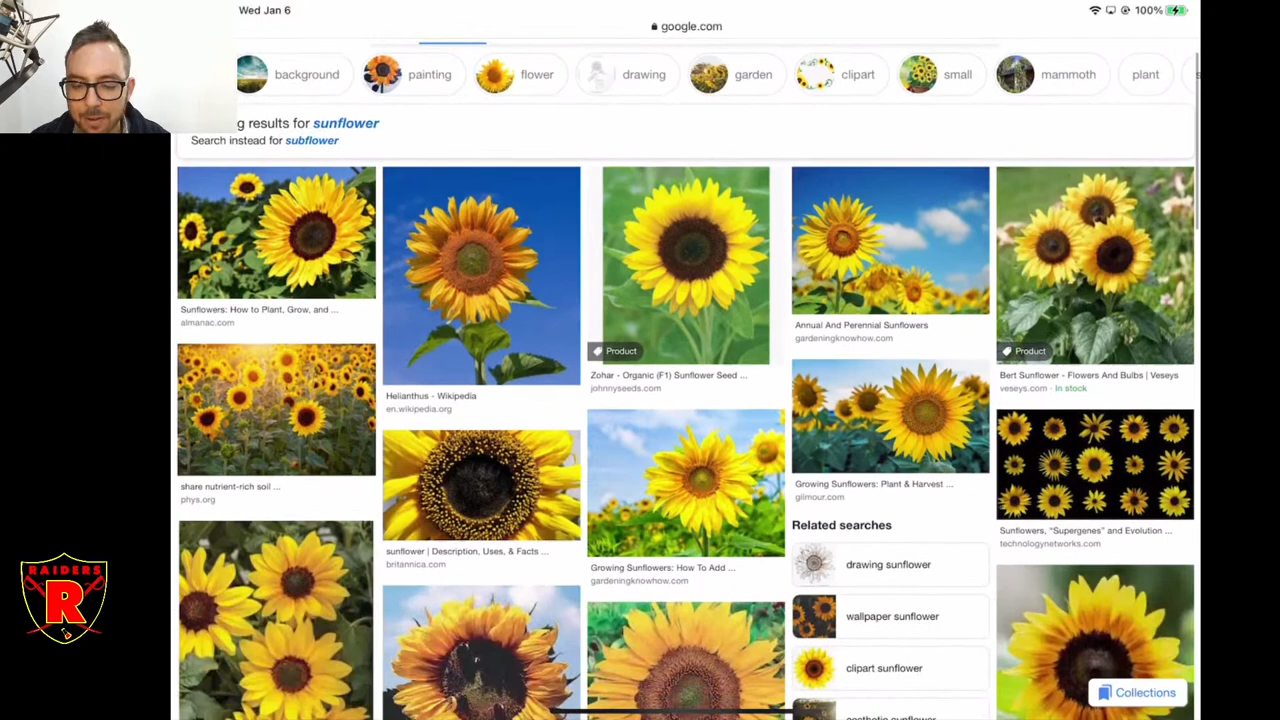 Wed Jan 6
100%
google.com
background
painting
flower
drawing
garden
clipart
small
mammoth
plant
g results for sunflower
Search instead for subflower
Sunflowers: How to Plant, Grow, and ...
almanac.com
Helianthus - Wikipedia
en.wikipedia.org
Product
Zohar - Organic (F1) Sunflower Seed ...
johnnyseeds.com
Annual And Perennial Sunflowers
gardeningknowhow.com
Product
Bert Sunflower - Flowers And Bulbs | Veseys
veseys.com · In stock
share nutrient-rich soil ...
phys.org
sunflower | Description, Uses, & Facts ...
britannica.com
Growing Sunflowers: How To Add ...
gardeningknowhow.com
Growing Sunflowers: Plant & Harvest ...
gilmour.com
Sunflowers, “Supergenes” and Evolution ...
technologynetworks.com
Related searches
drawing sunflower
wallpaper sunflower
clipart sunflower
aesthetic sunflower
Collections
RAIDERS
R